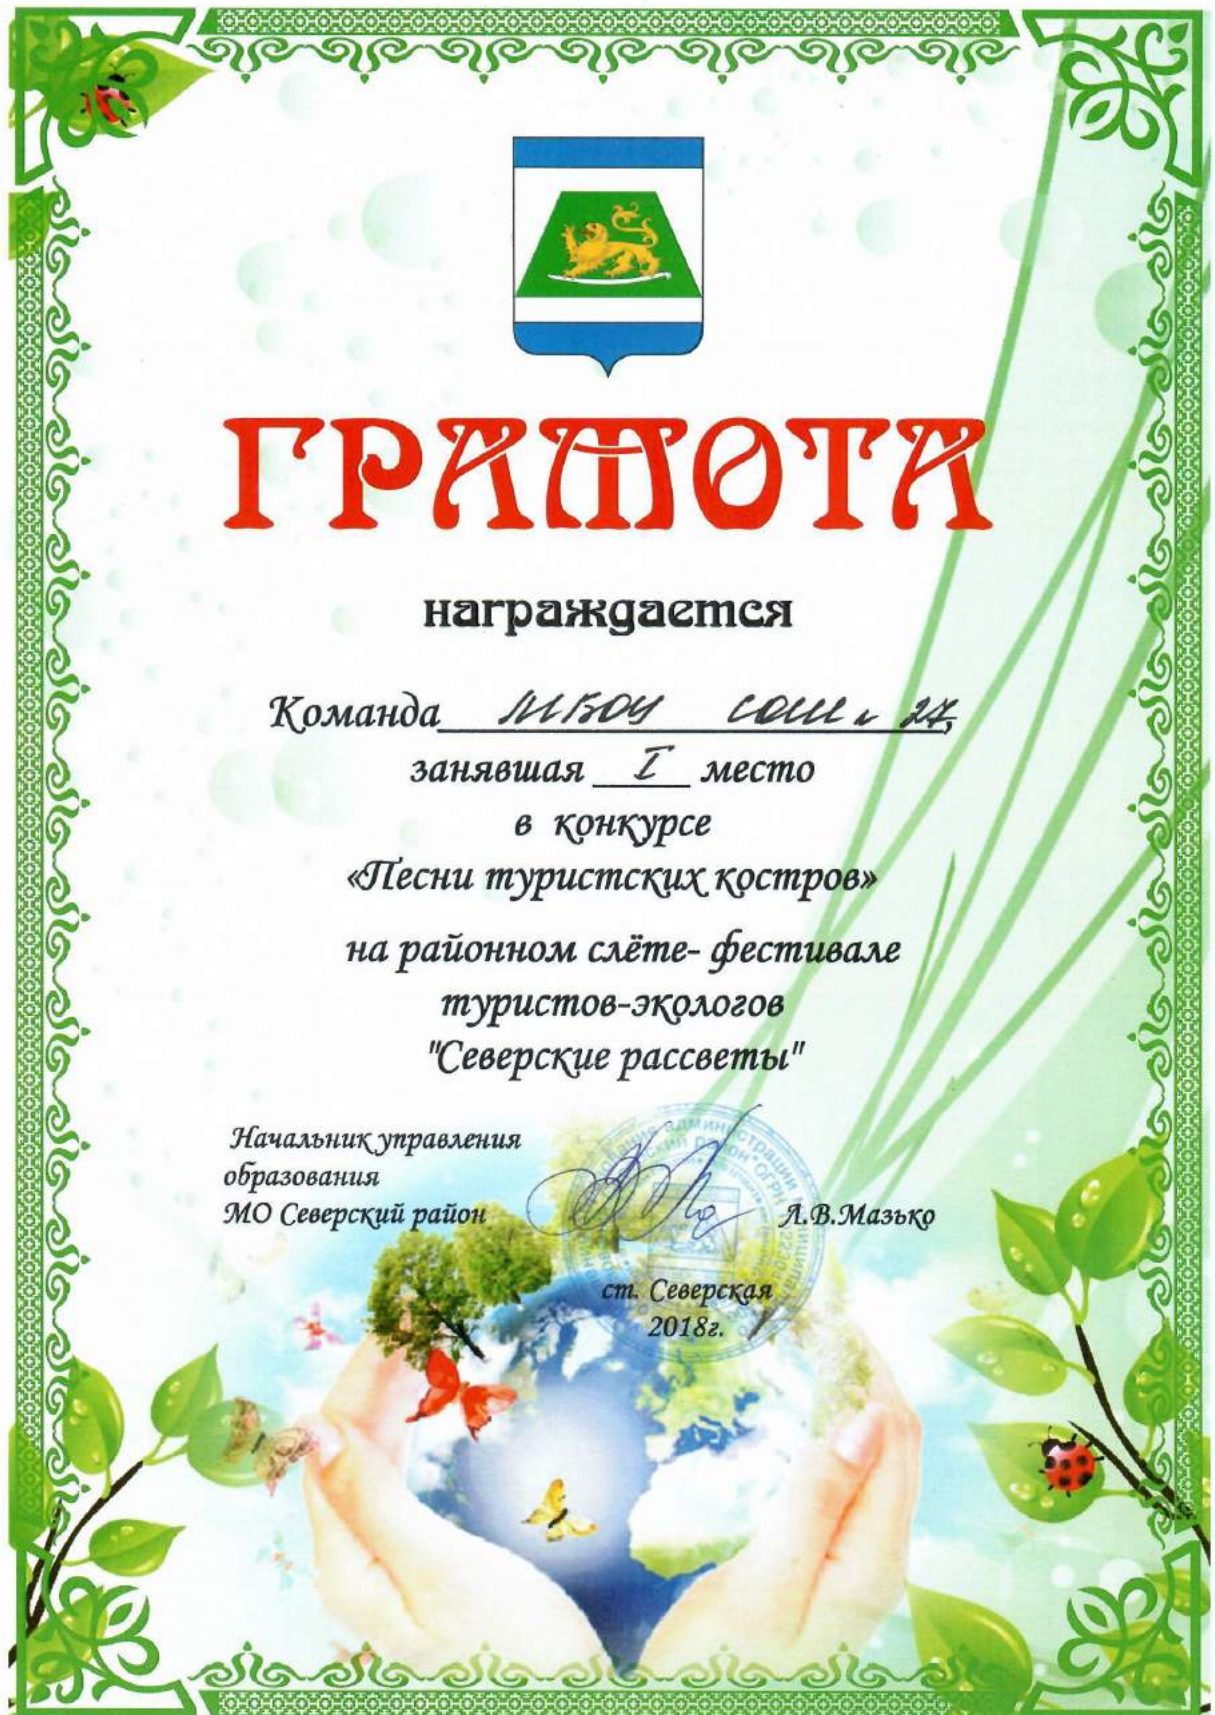 ГРАМОТА
награждается
Команда МБОУ СОШ № 27,
занявшая I место
в конкурсе
«Песни туристских костров»
на районном слёте- фестивале
туристов-экологов
"Северские рассветы"
Начальник управления
образования
МО Северский район
Л.В.Мазько
ст. Северская
2018г.